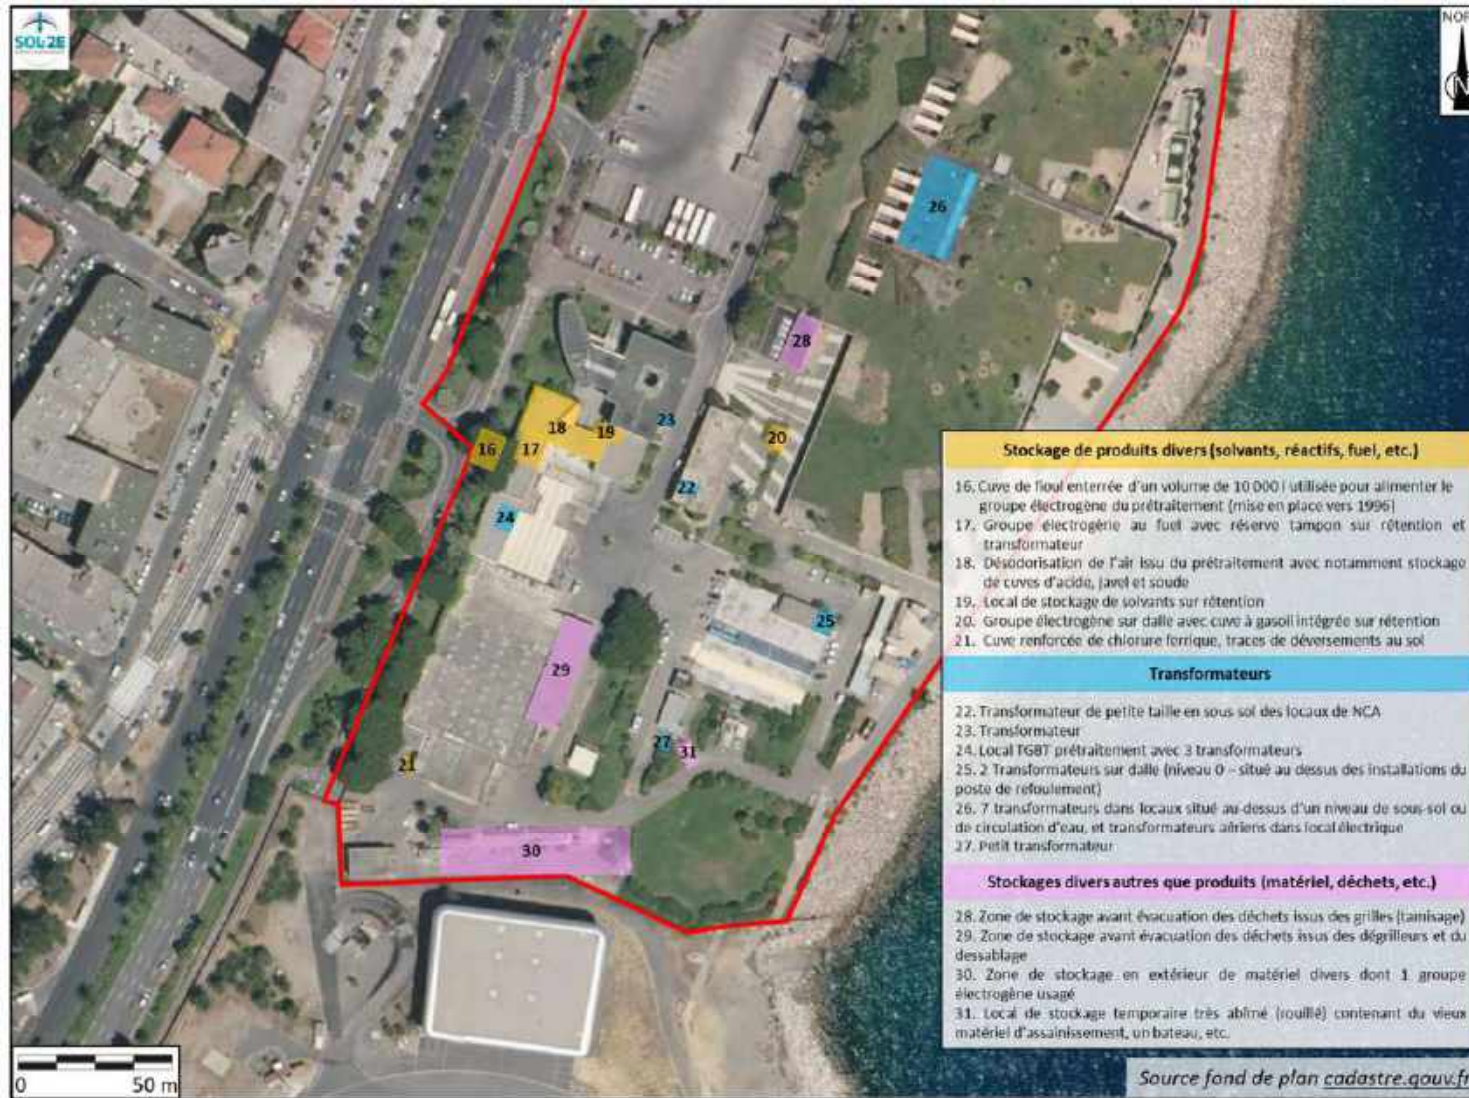 SOL2E
NOR
N
26
28
23
18
19
17
16
20
22
24
25
29
27
31
21
30
Stockage de produits divers (solvants, réactifs, fuel, etc.)
16. Cuve de fioul enterrée d'un volume de 10 000 l utilisée pour alimenter le
groupe électrogène du prétraitement (mise en place vers 1996)
17. Groupe électrogène au fuel avec réserve tampon sur rétention et
transformateur
18. Désodorisation de l'air issu du prétraitement avec notamment stockage
de cuves d'acide, javel et soude
19. Local de stockage de solvants sur rétention
20. Groupe électrogène sur dalle avec cuve à gasoil intégrée sur rétention
21. Cuve renforcée de chlorure ferrique, traces de déversements au sol
Transformateurs
22. Transformateur de petite taille en sous sol des locaux de NCA
23. Transformateur
24. Local TGBT prétraitement avec 3 transformateurs
25. 2 Transformateurs sur dalle (niveau 0 – situé au dessus des installations du
poste de refoulement)
26. 7 transformateurs dans locaux situé au-dessus d'un niveau de sous-sol ou
de circulation d'eau, et transformateurs aériens dans local électrique
27. Petit transformateur
Stockages divers autres que produits (matériel, déchets, etc.)
28. Zone de stockage avant évacuation des déchets issus des grilles (tamisage)
29. Zone de stockage avant évacuation des déchets issus des dégrilleurs et du
dessablage
30. Zone de stockage en extérieur de matériel divers dont 1 groupe
électrogène usagé
31. Local de stockage temporaire très abîmé (rouillé) contenant du vieux
matériel d'assainissement, un bateau, etc.
0 50 m
Source fond de plan cadastre.gouv.fr